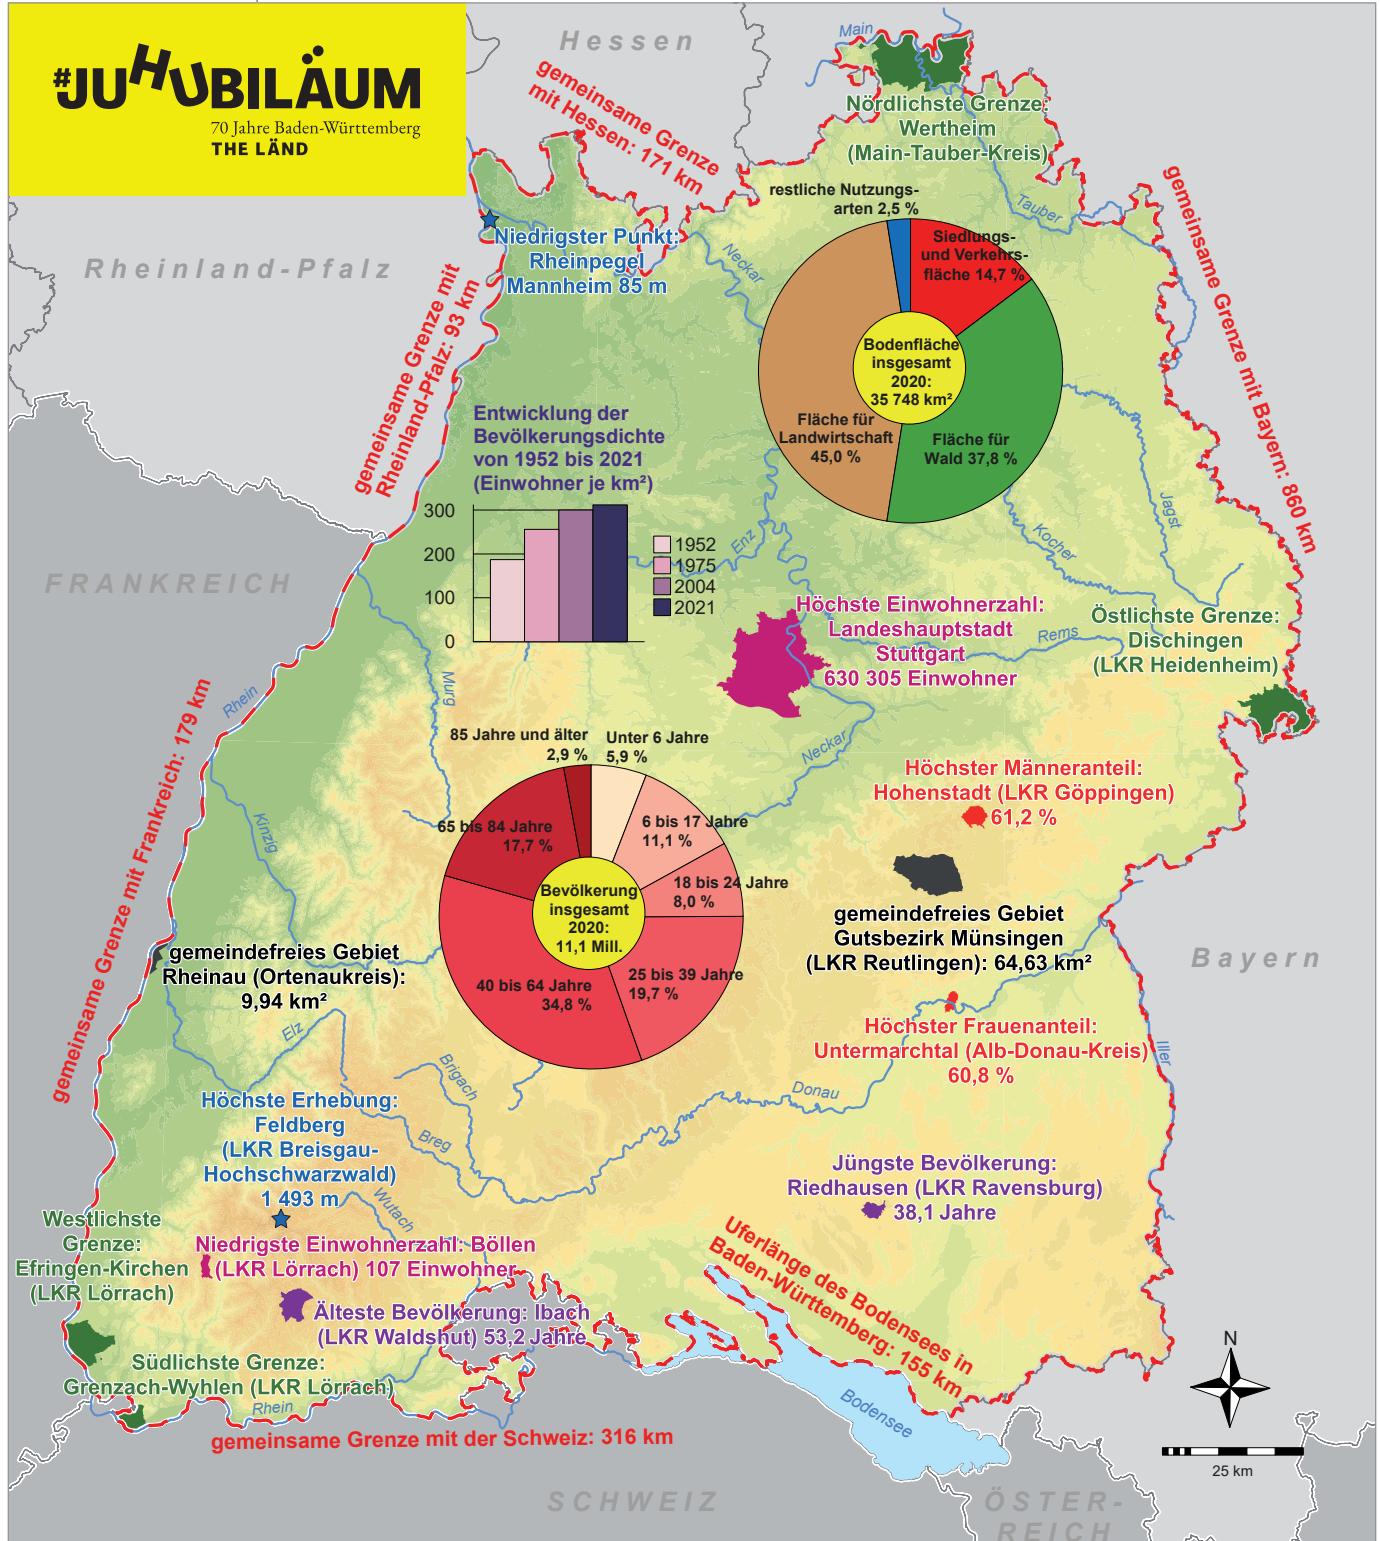 #JUHUBILÄUM
70 Jahre Baden-Württemberg
THE LÄND
Hessen
Main
gemeinsame Grenze
mit Hessen: 171 km
Nördlichste Grenze:
Wertheim
(Main-Tauber-Kreis)
Tauber
gemeinsame Grenze mit Bayern: 860 km
Rheinland-Pfalz
Niedrigster Punkt:
Rheinpegel
Mannheim 85 m
Neckar
restliche Nutzungs-
arten 2,5 %
Siedlungs-
und Verkehrs-
fläche 14,7 %
Bodenfläche
insgesamt
2020:
35 748 km²
Fläche für
Landwirtschaft
45,0 %
Fläche für
Wald 37,8 %
gemeinsame Grenze mit
Rheinland-Pfalz: 93 km
Entwicklung der
Bevölkerungsdichte
von 1952 bis 2021
(Einwohner je km²)
300
200
100
0
1952
1975
2004
2021
Enz
Kocher
Jagst
FRANKREICH
Höchste Einwohnerzahl:
Landeshauptstadt
Stuttgart
630 305 Einwohner
Rems
Östlichste Grenze:
Dischingen
(LKR Heidenheim)
Murg
Rhein
Neckar
gemeinsame Grenze mit Frankreich: 179 km
Kinzig
85 Jahre und älter
2,9 %
Unter 6 Jahre
5,9 %
65 bis 84 Jahre
17,7 %
6 bis 17 Jahre
11,1 %
18 bis 24 Jahre
8,0 %
Bevölkerung
insgesamt
2020:
11,1 Mill.
40 bis 64 Jahre
34,8 %
25 bis 39 Jahre
19,7 %
Höchster Männeranteil:
Hohenstadt (LKR Göppingen)
61,2 %
gemeindefreies Gebiet
Gutsbezirk Münsingen
(LKR Reutlingen): 64,63 km²
Bayern
gemeindefreies Gebiet
Rheinau (Ortenaukreis):
9,94 km²
Höchster Frauenanteil:
Untermarchtal (Alb-Donau-Kreis)
60,8 %
Iller
Elz
Brigach
Breg
Donau
Höchste Erhebung:
Feldberg
(LKR Breisgau-
Hochschwarzwald)
1 493 m
Wutach
Jüngste Bevölkerung:
Riedhausen (LKR Ravensburg)
38,1 Jahre
Westlichste
Grenze:
Efringen-Kirchen
(LKR Lörrach)
Niedrigste Einwohnerzahl: Böllen
(LKR Lörrach) 107 Einwohner
Älteste Bevölkerung: Ibach
(LKR Waldshut) 53,2 Jahre
Uferlänge des Bodensees in
Baden-Württemberg: 155 km
Südlichste Grenze:
Grenzach-Wyhlen (LKR Lörrach)
Rhein
Bodensee
gemeinsame Grenze mit der Schweiz: 316 km
N
25 km
SCHWEIZ
ÖSTER-
REICH